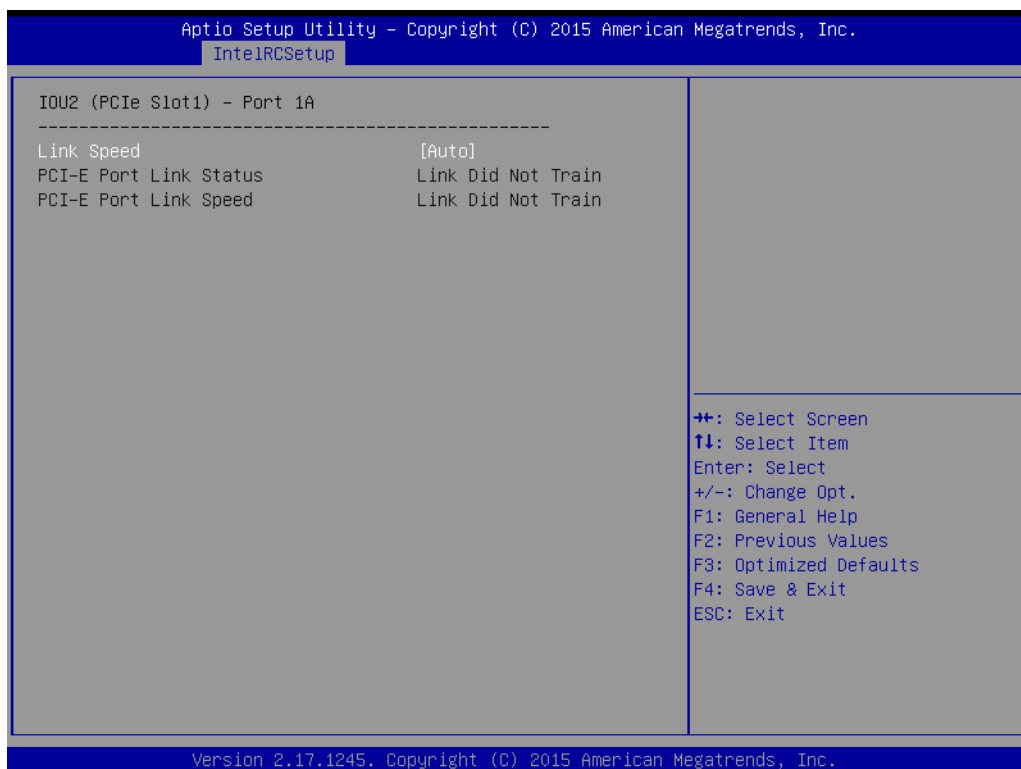 Aptio Setup Utility – Copyright (C) 2015 American Megatrends, Inc.
IntelRCSetup
IOU2 (PCIe Slot1) – Port 1A
--------------------------------------------------
Link Speed [Auto]
PCI-E Port Link Status Link Did Not Train
PCI-E Port Link Speed Link Did Not Train
→←: Select Screen
↑↓: Select Item
Enter: Select
+/-: Change Opt.
F1: General Help
F2: Previous Values
F3: Optimized Defaults
F4: Save & Exit
ESC: Exit
Version 2.17.1245. Copyright (C) 2015 American Megatrends, Inc.